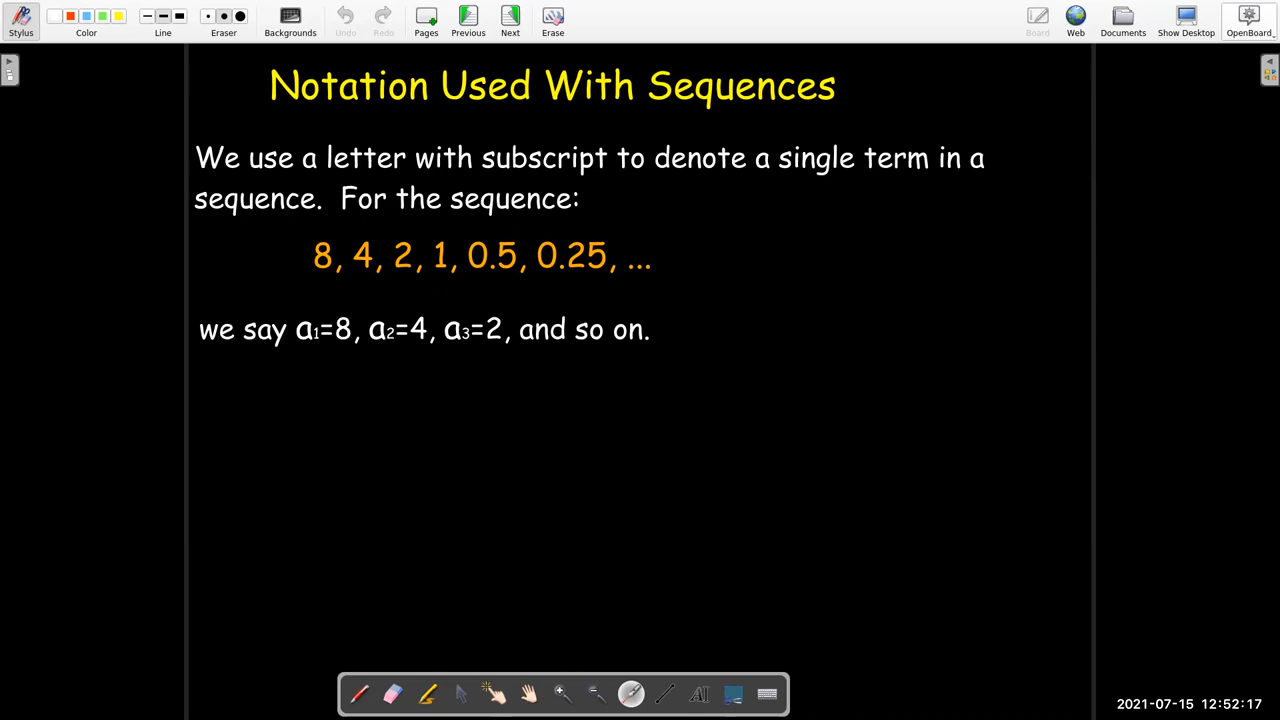 Stylus Color Line Eraser Backgrounds Undo Redo Pages Previous Next Erase Board Web Documents Show Desktop OpenBoard
Notation Used With Sequences
We use a letter with subscript to denote a single term in a
sequence. For the sequence:
8, 4, 2, 1, 0.5, 0.25, ...
we say a₁=8, a₂=4, a₃=2, and so on.
AI
2021-07-15 12:52:17